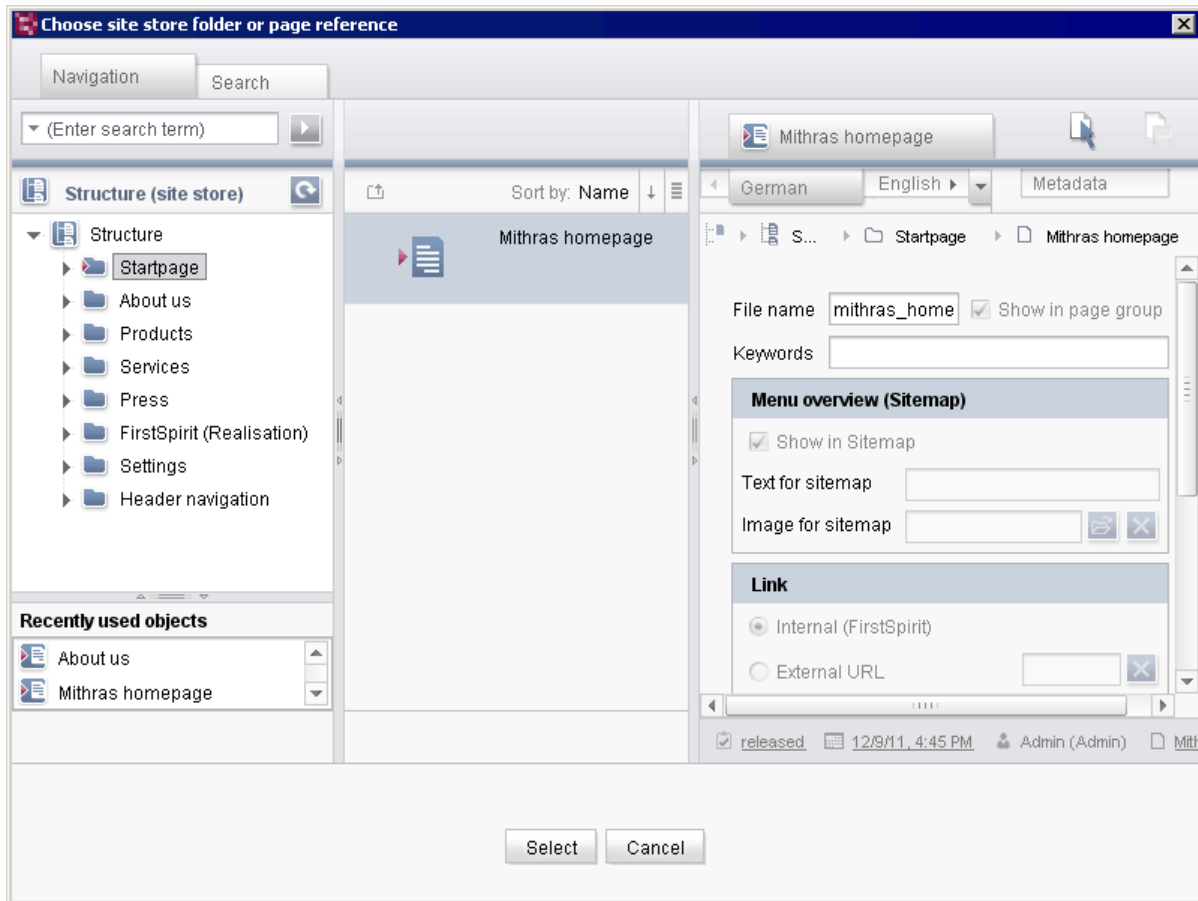 Choose site store folder or page reference
Navigation
Search
(Enter search term)
Structure (site store)
Structure
Startpage
About us
Products
Services
Press
FirstSpirit (Realisation)
Settings
Header navigation
Recently used objects
About us
Mithras homepage
Sort by: Name
Mithras homepage
Mithras homepage
German English Metadata
S... Startpage Mithras homepage
File name mithras_home Show in page group
Keywords
Menu overview (Sitemap)
Show in Sitemap
Text for sitemap
Image for sitemap
Link
Internal (FirstSpirit)
External URL
released 12/9/11, 4:45 PM Admin (Admin) Mith
Select Cancel